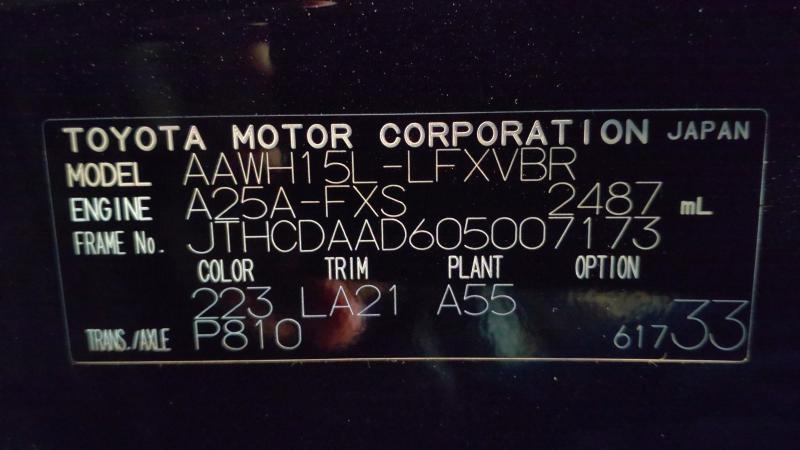 TOYOTA MOTOR CORPORATION JAPAN
MODEL AAWH15L-LFXVBR
ENGINE A25A-FXS 2487 mL
FRAME No. JTHCDAAD605007173
COLOR TRIM PLANT OPTION
223 LA21 A55
TRANS./AXLE P810 61733